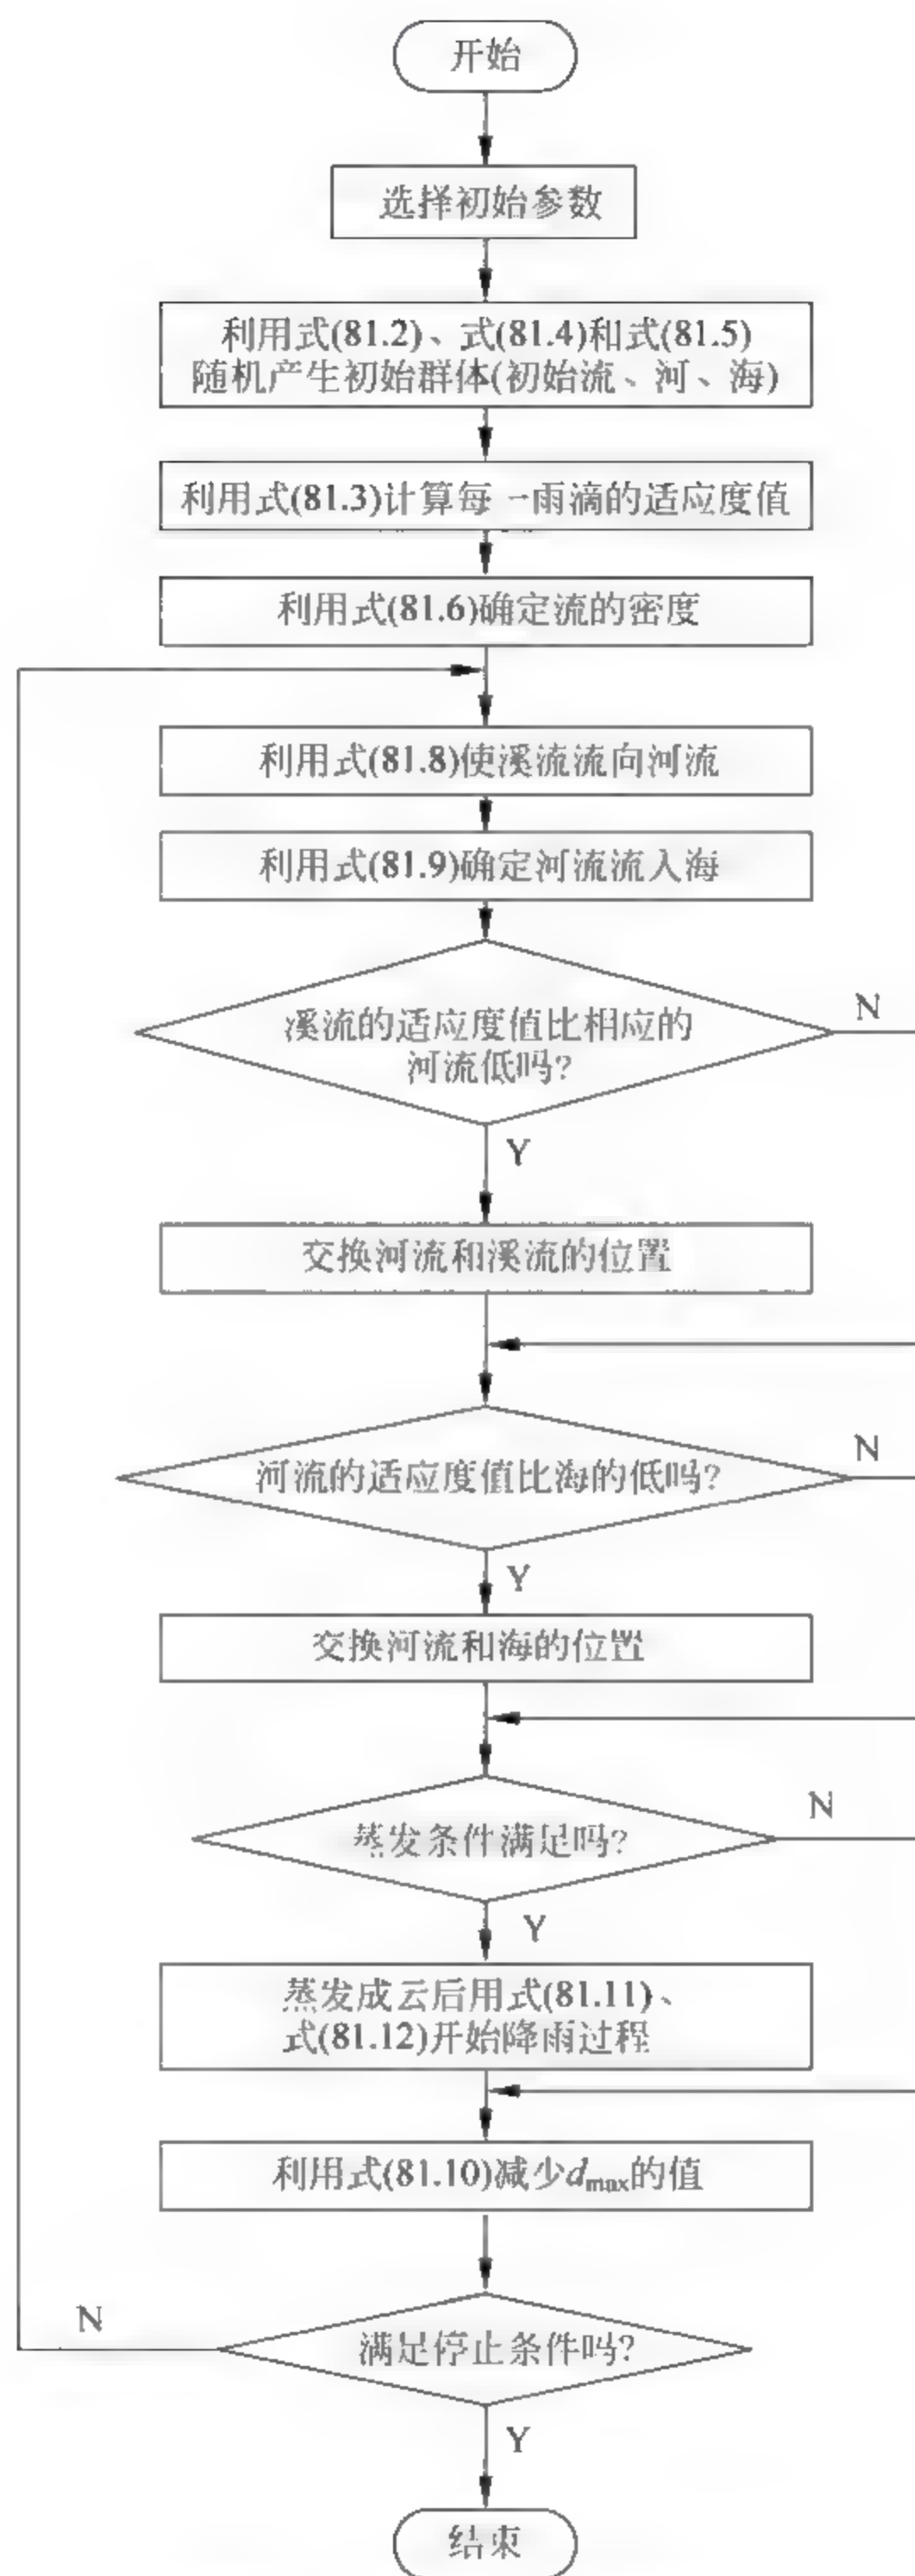 开始
选择初始参数
利用式(81.2)、式(81.4)和式(81.5)
随机产生初始群体(初始流、河、海)
利用式(81.3)计算每一雨滴的适应度值
利用式(81.6)确定流的密度
利用式(81.8)使溪流流向河流
利用式(81.9)确定河流流入海
溪流的适应度值比相应的
河流低吗?
N
Y
交换河流和溪流的位置
河流的适应度值比海的低吗?
N
Y
交换河流和海的位置
蒸发条件满足吗?
N
Y
蒸发成云后用式(81.11)、
式(81.12)开始降雨过程
利用式(81.10)减少dmax的值
满足停止条件吗?
N
Y
结束